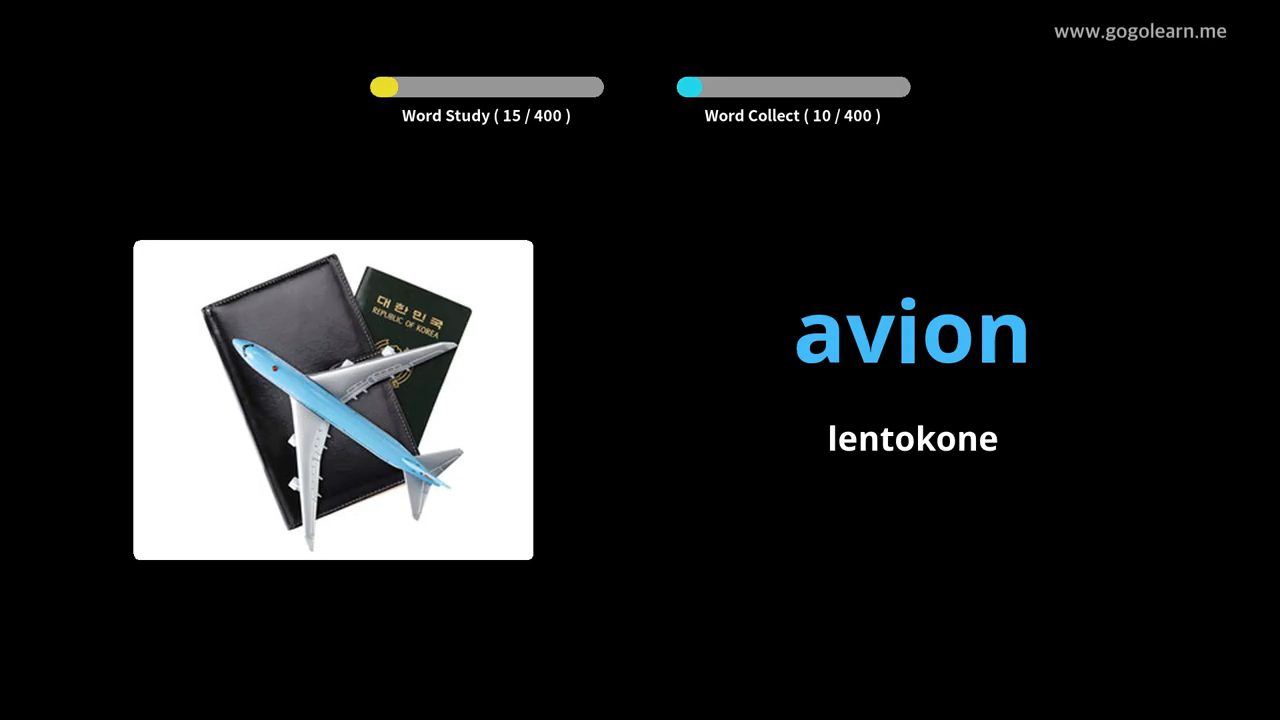 www.gogolearn.me
Word Study ( 15 / 400 )
Word Collect ( 10 / 400 )
대한민국
REPUBLIC OF KOREA
avion
lentokone